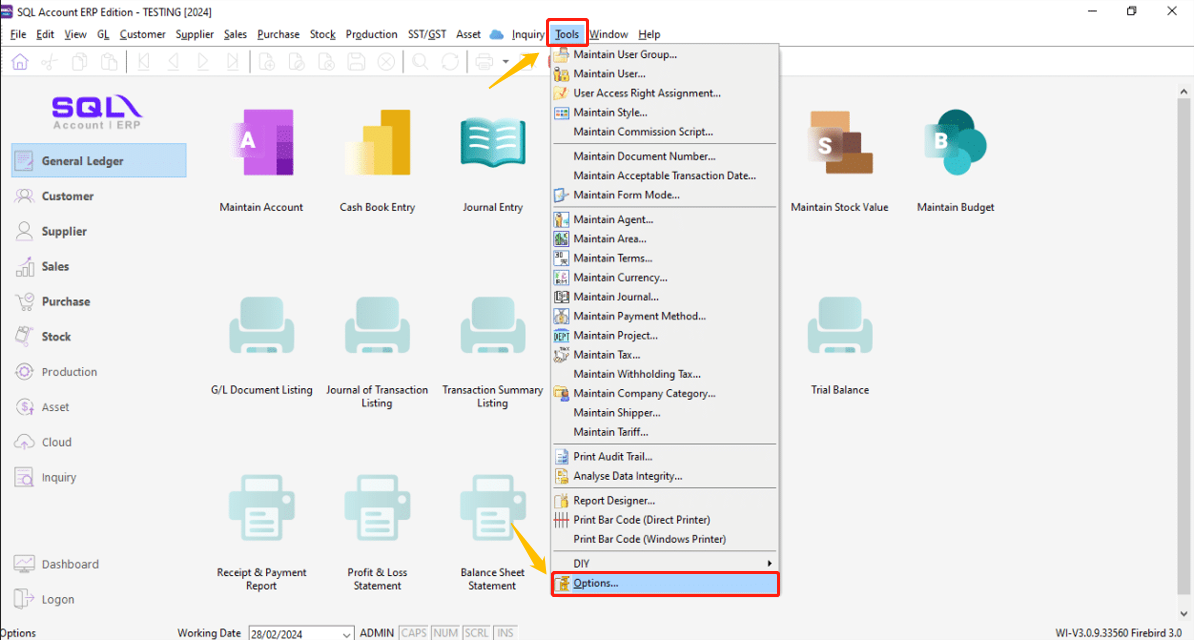 SQL Account ERP Edition - TESTING [2024]
File Edit View GL Customer Supplier Sales Purchase Stock Production SST/GST Asset Inquiry Tools Window Help
SQL
Account | ERP
General Ledger
Customer
Supplier
Sales
Purchase
Stock
Production
Asset
Cloud
Inquiry
Dashboard
Logon
A
Maintain Account
Cash Book Entry
Journal Entry
S
Maintain Stock Value
B
Maintain Budget
G/L Document Listing
Journal of Transaction
Listing
Transaction Summary
Listing
Trial Balance
Receipt & Payment
Report
Profit & Loss
Statement
Balance Sheet
Statement
Maintain User Group...
Maintain User...
User Access Right Assignment...
Maintain Style...
Maintain Commission Script...
Maintain Document Number...
Maintain Acceptable Transaction Date...
Maintain Form Mode...
Maintain Agent...
Maintain Area...
Maintain Terms...
Maintain Currency...
Maintain Journal...
Maintain Payment Method...
Maintain Project...
Maintain Tax...
Maintain Withholding Tax...
Maintain Company Category...
Maintain Shipper...
Maintain Tariff...
Print Audit Trail...
Analyse Data Integrity...
Report Designer...
Print Bar Code (Direct Printer)
Print Bar Code (Windows Printer)
DIY
Options...
Options Working Date 28/02/2024 ADMIN CAPS NUM SCRL INS WI-V3.0.9.33560 Firebird 3.0